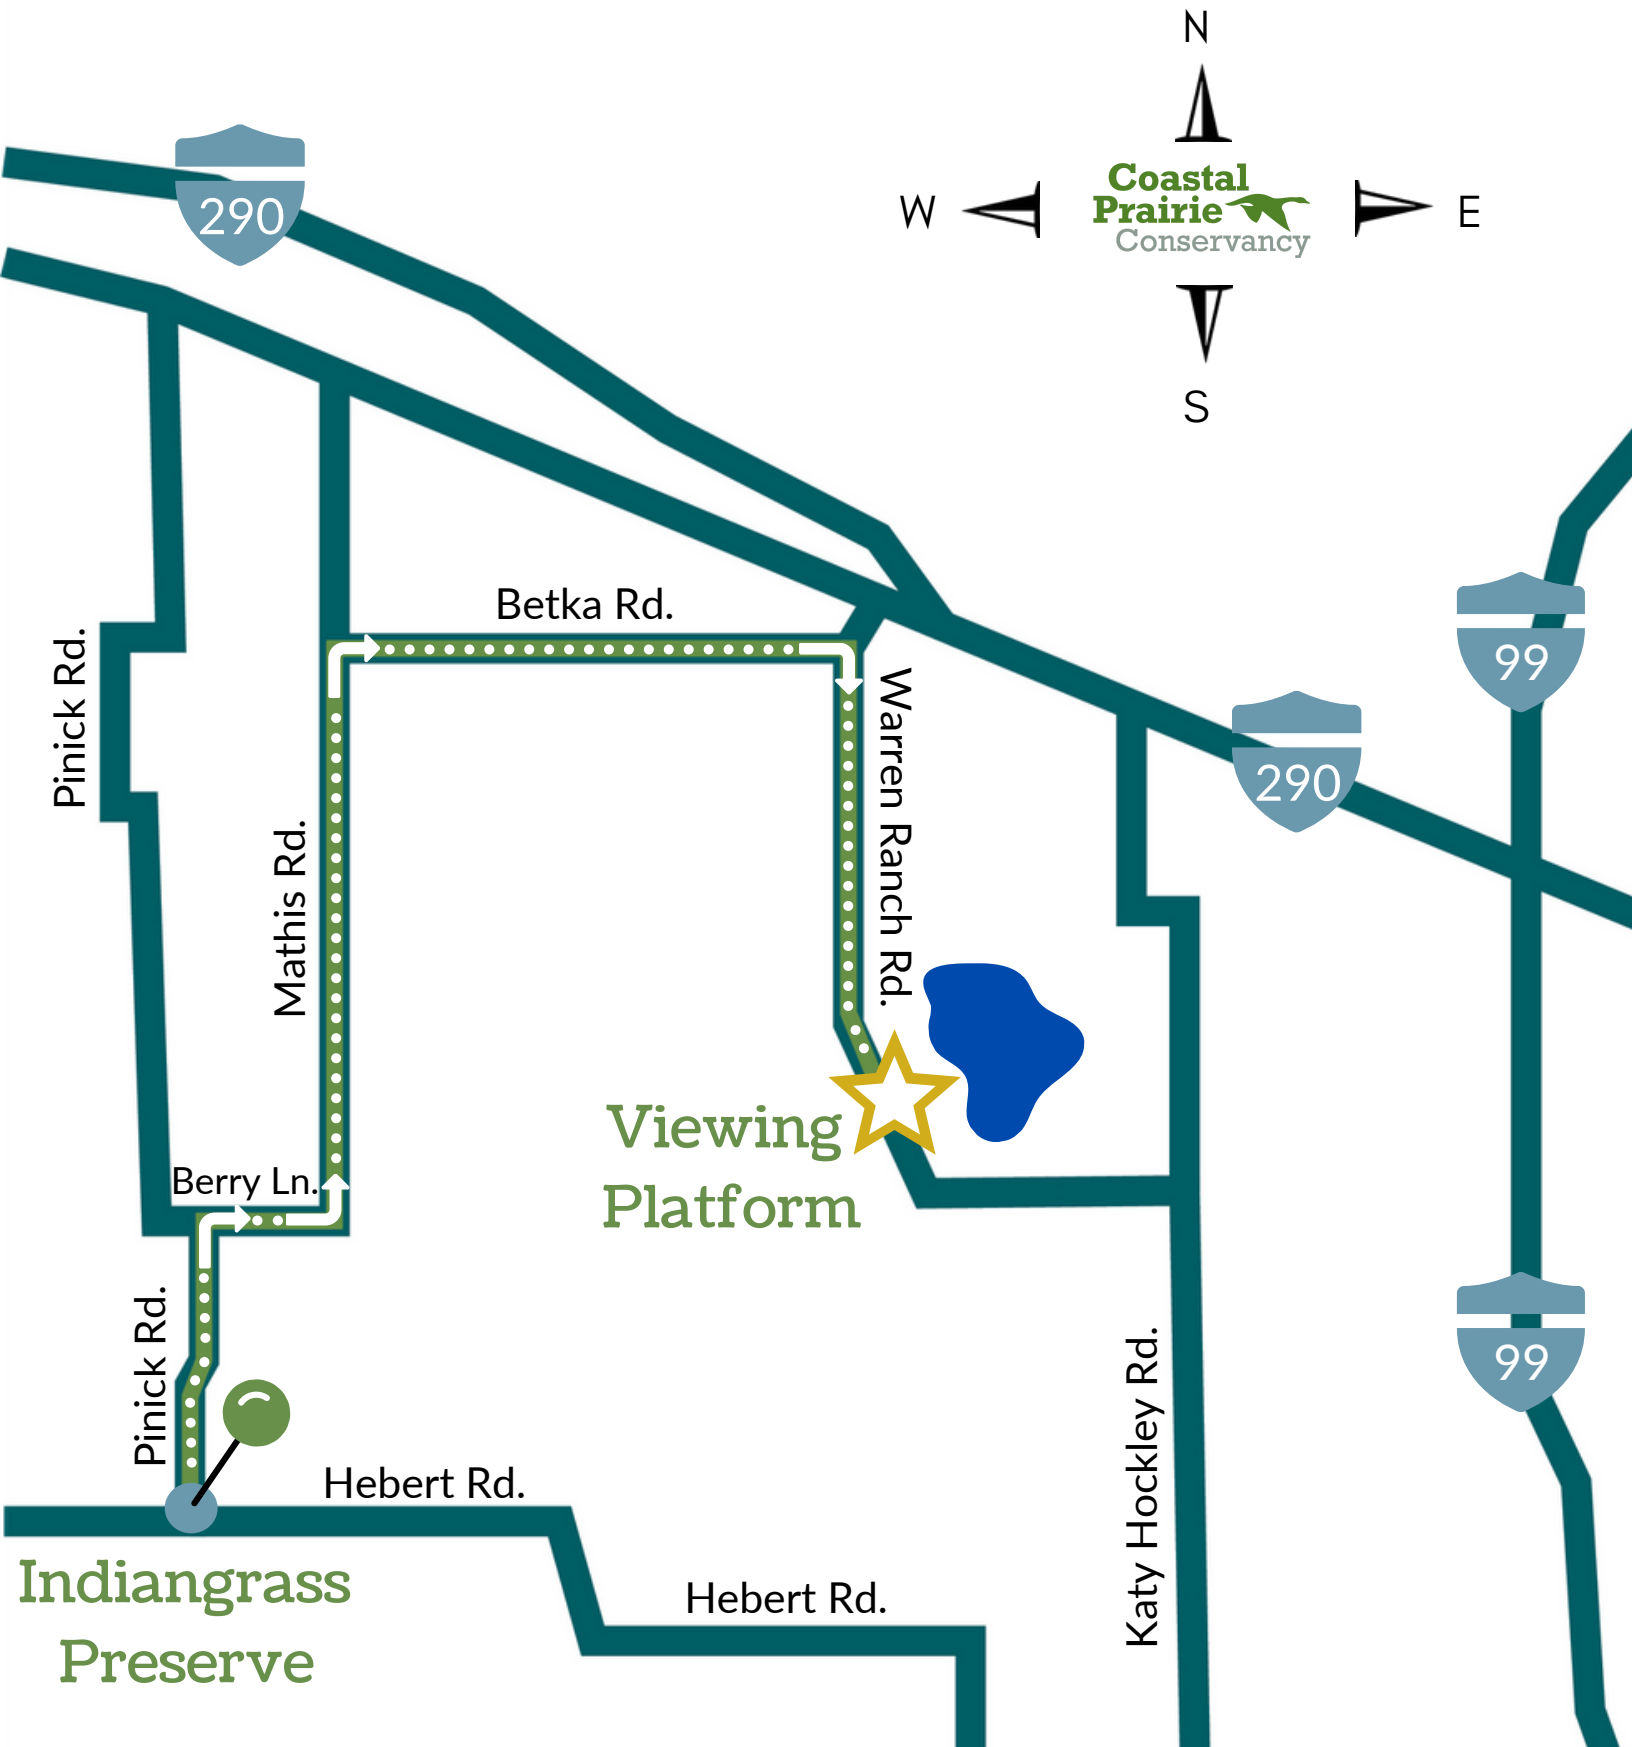 N
290
Coastal
Prairie
Conservancy
W
E
S
Betka Rd.
99
290
Pinick Rd.
Warren Ranch Rd.
Mathis Rd.
Viewing
Platform
Berry Ln.
99
Pinick Rd.
Katy Hockley Rd.
Hebert Rd.
Indiangrass
Preserve
Hebert Rd.